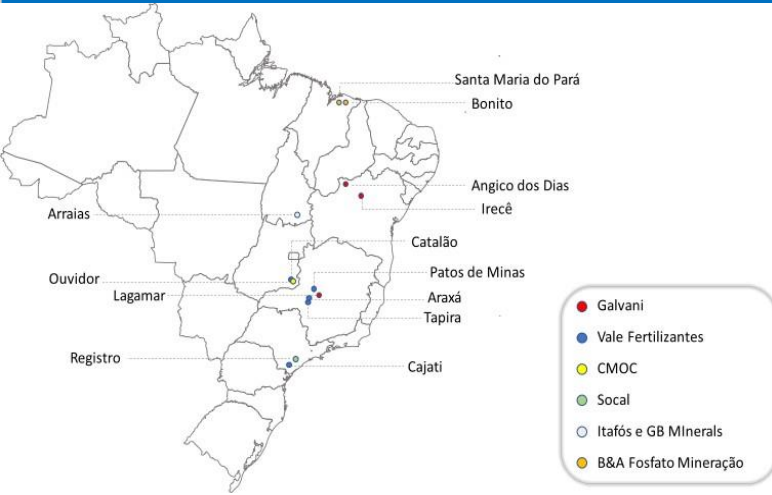 Santa Maria do Pará
Bonito
Angico dos Dias
Arraias
Irecê
Catalão
Ouvidor
Patos de Minas
Lagamar
Araxá
Tapira
Registro
Cajati
Galvani
Vale Fertilizantes
CMOC
Socal
Itafós e GB MInerals
B&A Fosfato Mineração